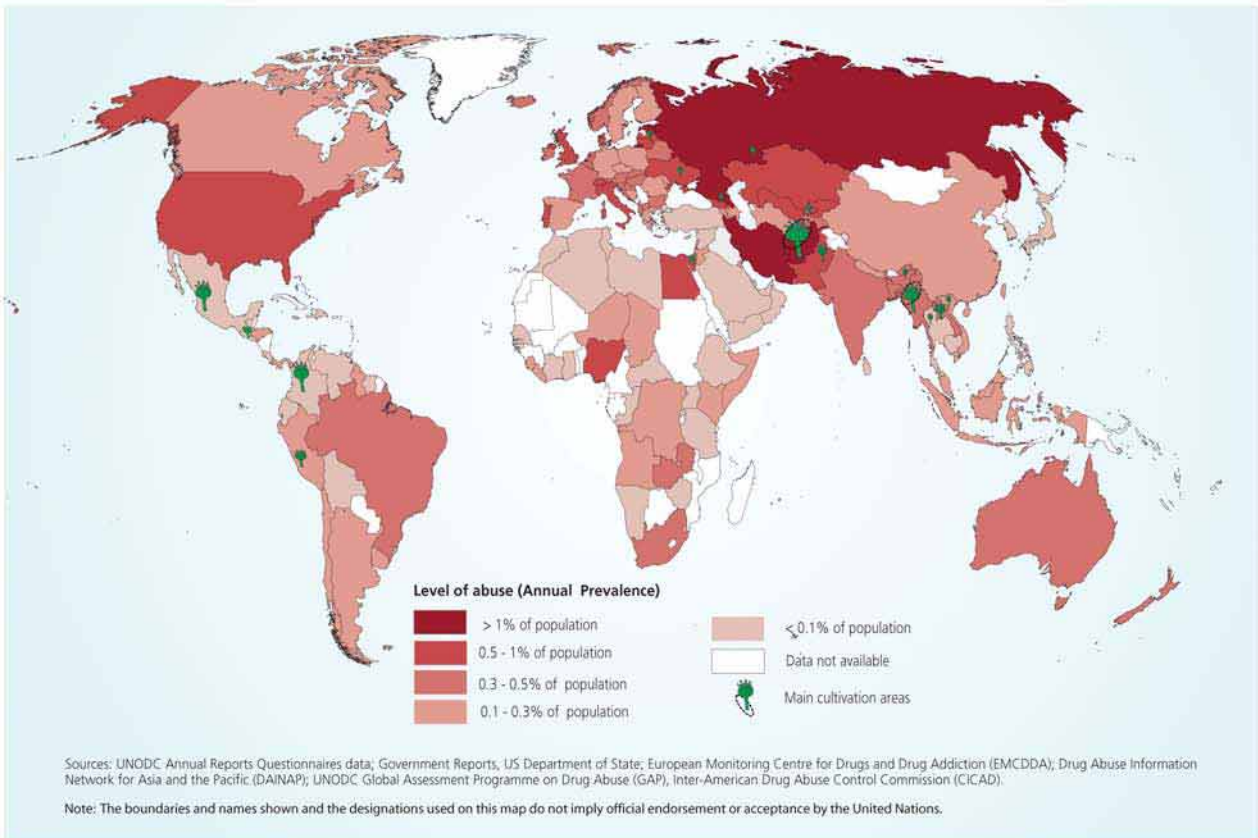 Level of abuse (Annual Prevalence)
> 1% of population
0.5 - 1% of population
0.3 - 0.5% of population
0.1 - 0.3% of population
<0.1% of population
Data not available
Main cultivation areas
Sources: UNODC Annual Reports Questionnaires data; Government Reports, US Department of State; European Monitoring Centre for Drugs and Drug Addiction (EMCDDA); Drug Abuse Information
Network for Asia and the Pacific (DAINAP); UNODC Global Assessment Programme on Drug Abuse (GAP), Inter-American Drug Abuse Control Commission (CICAD).
Note: The boundaries and names shown and the designations used on this map do not imply official endorsement or acceptance by the United Nations.